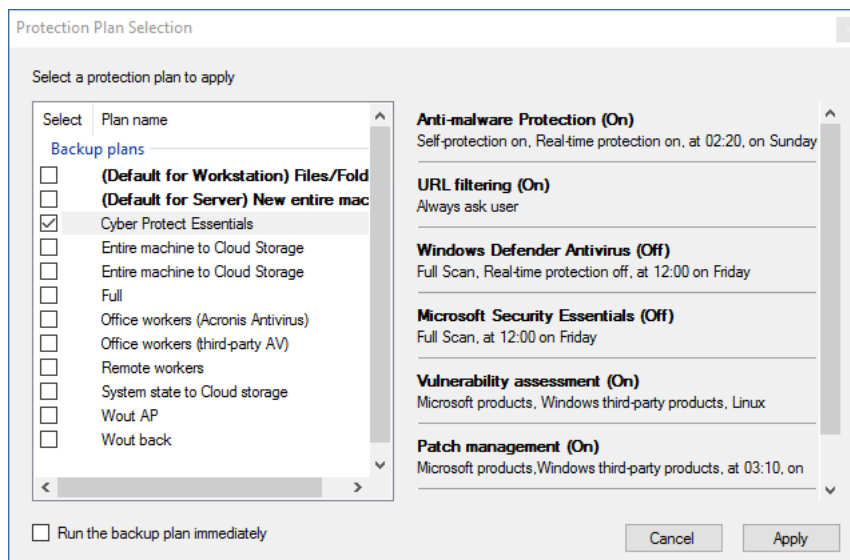 Protection Plan Selection
Select a protection plan to apply
Select Plan name
Backup plans
(Default for Workstation) Files/Fold
(Default for Server) New entire mac
Cyber Protect Essentials
Entire machine to Cloud Storage
Entire machine to Cloud Storage
Full
Office workers (Acronis Antivirus)
Office workers (third-party AV)
Remote workers
System state to Cloud storage
Wout AP
Wout back
Anti-malware Protection (On)
Self-protection on, Real-time protection on, at 02:20, on Sunday
URL filtering (On)
Always ask user
Windows Defender Antivirus (Off)
Full Scan, Real-time protection off, at 12:00 on Friday
Microsoft Security Essentials (Off)
Full Scan, at 12:00 on Friday
Vulnerability assessment (On)
Microsoft products, Windows third-party products, Linux
Patch management (On)
Microsoft products,Windows third-party products, at 03:10, on
Run the backup plan immediately
Cancel
Apply